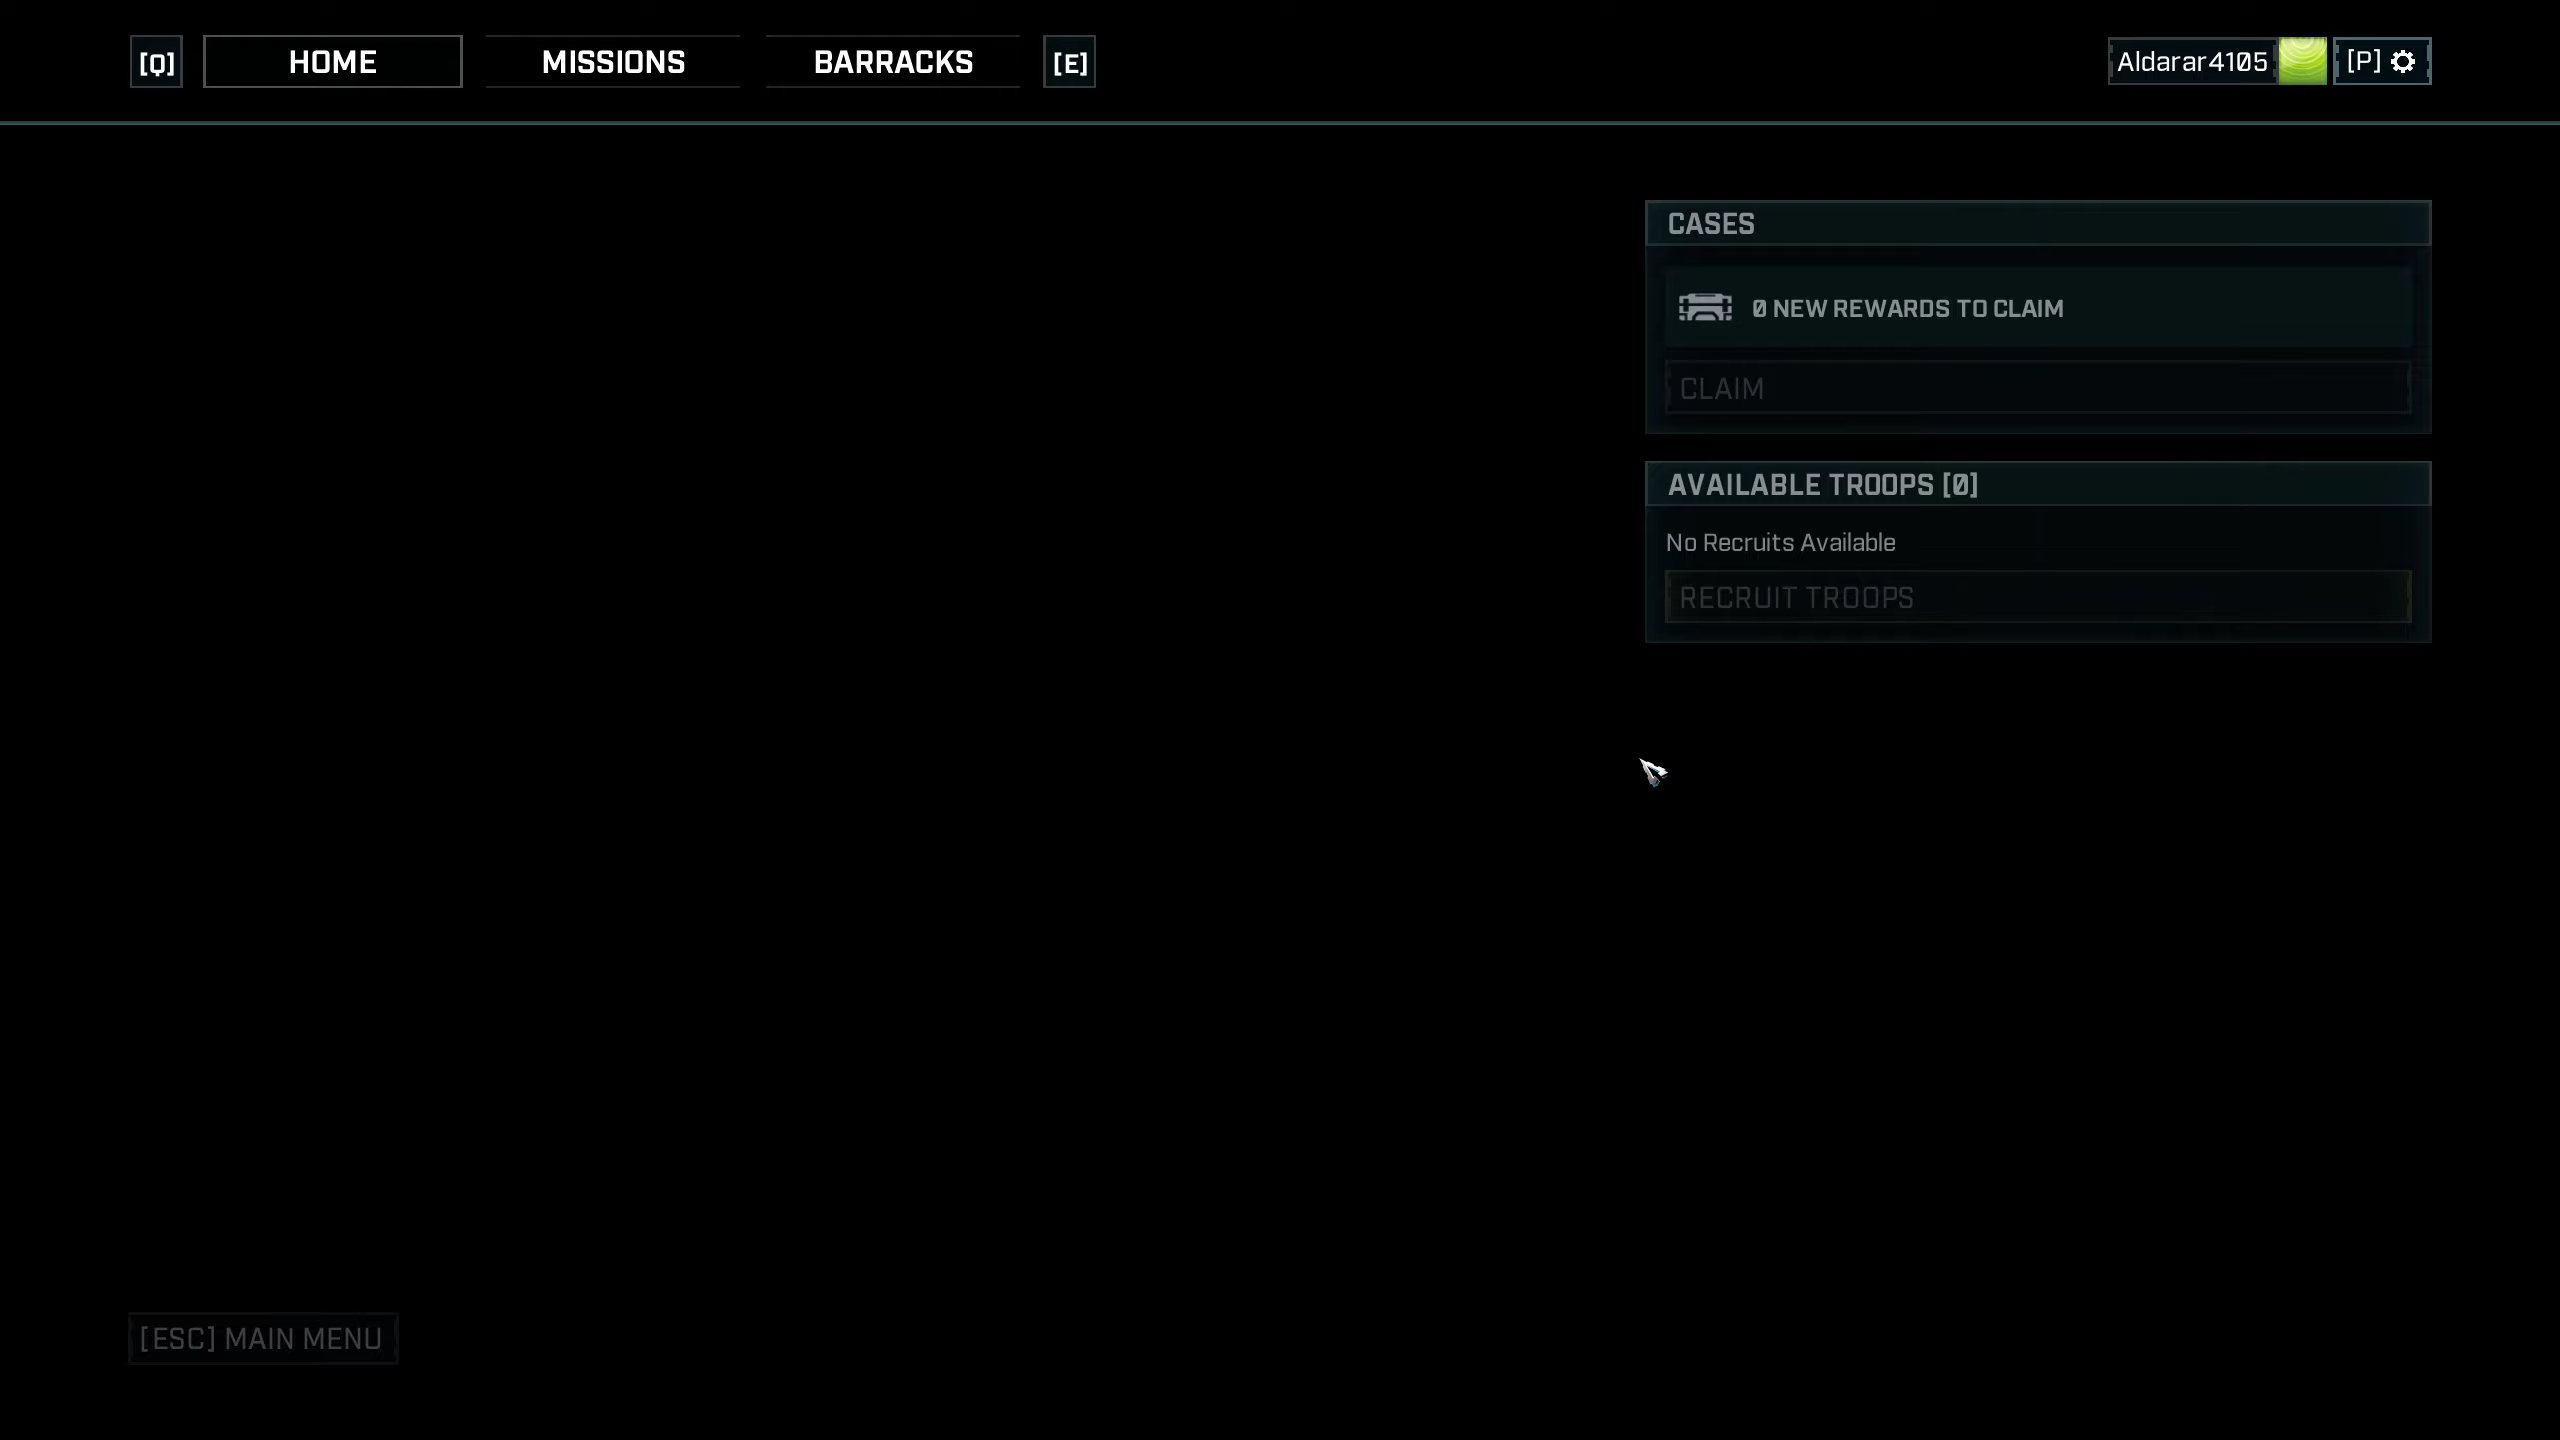 [Q] HOME MISSIONS BARRACKS [E] Aldarar4105 [P]
CASES
0 NEW REWARDS TO CLAIM
CLAIM
AVAILABLE TROOPS [0]
No Recruits Available
RECRUIT TROOPS
[ESC] MAIN MENU